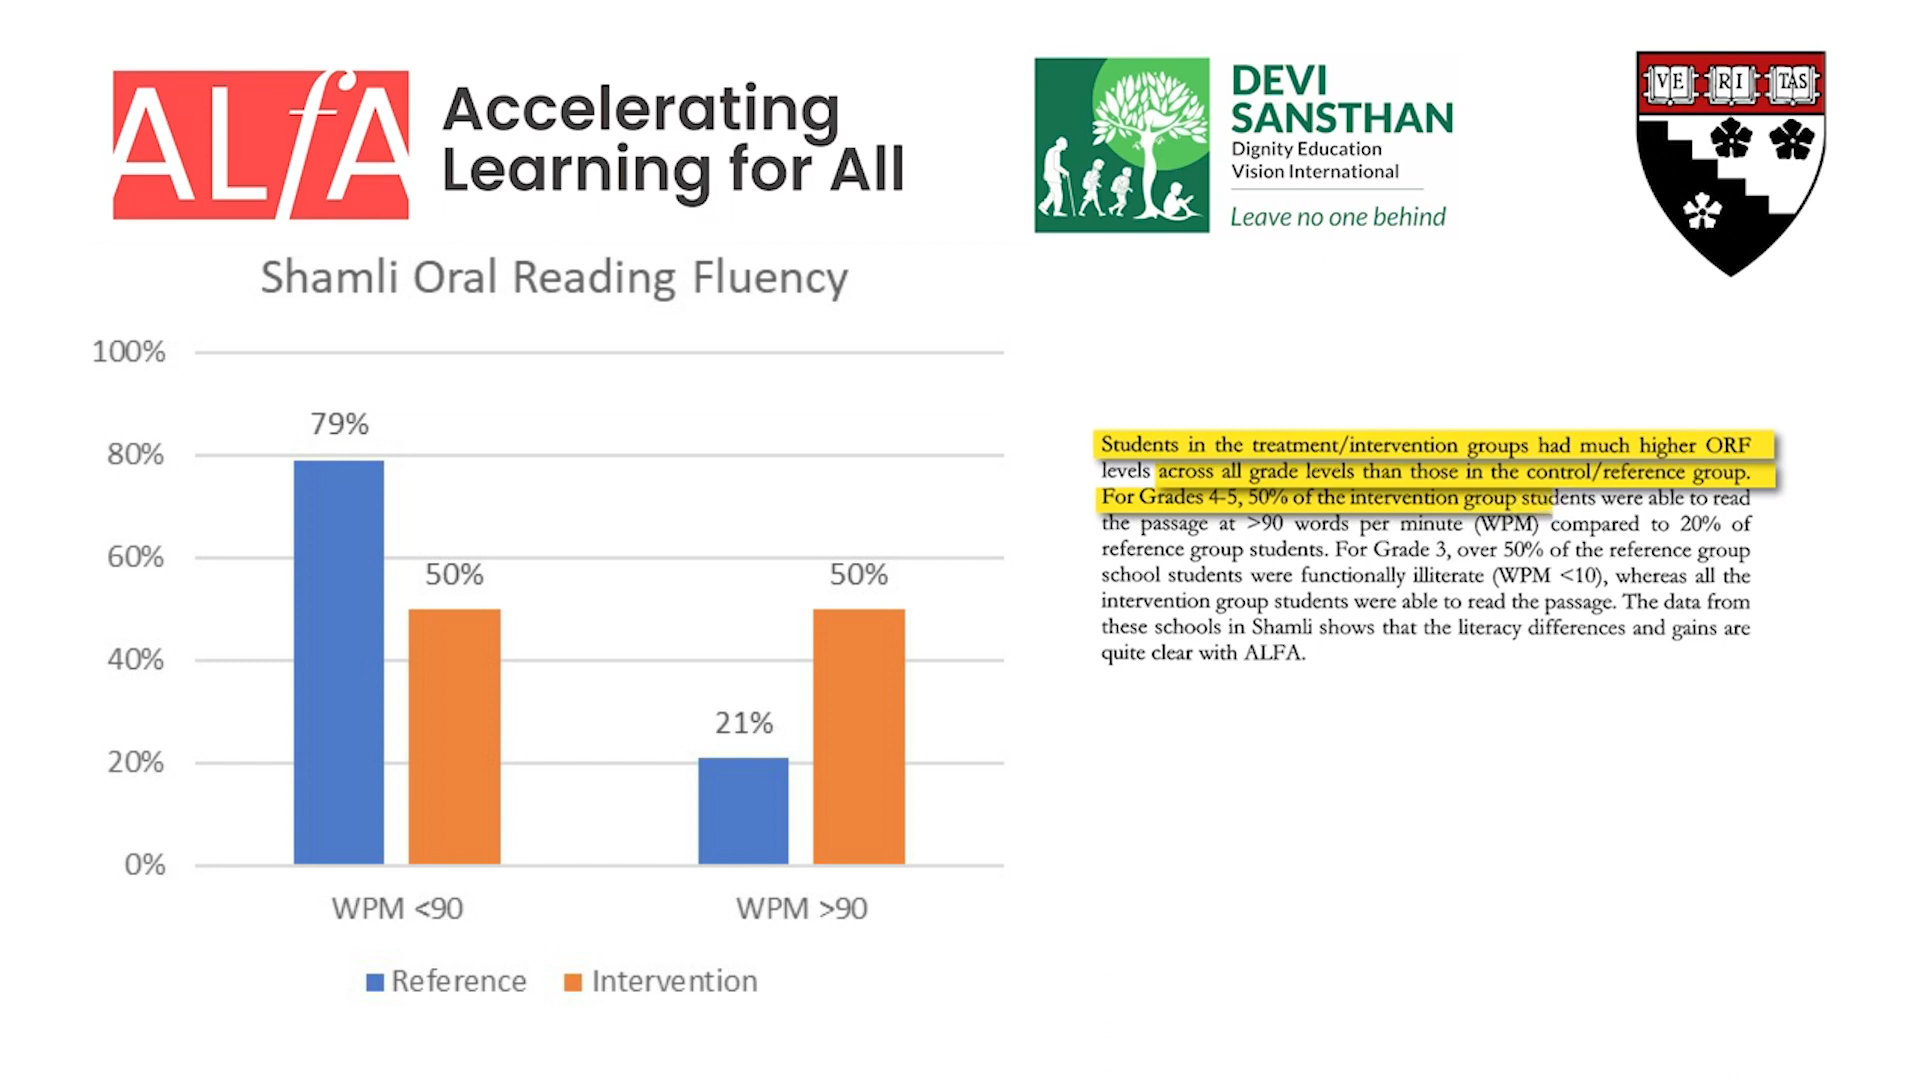 ALfA
Accelerating
Learning for All
DEVI
SANSTHAN
Dignity Education
Vision International
Leave no one behind
VE RI TAS
Shamli Oral Reading Fluency
100%
80%
60%
40%
20%
0%
79%
50%
21%
50%
WPM <90
WPM >90
Reference
Intervention
Students in the treatment/intervention groups had much higher ORF
levels across all grade levels than those in the control/reference group.
For Grades 4-5, 50% of the intervention group students were able to read
the passage at >90 words per minute (WPM) compared to 20% of
reference group students. For Grade 3, over 50% of the reference group
school students were functionally illiterate (WPM <10), whereas all the
intervention group students were able to read the passage. The data from
these schools in Shamli shows that the literacy differences and gains are
quite clear with ALFA.